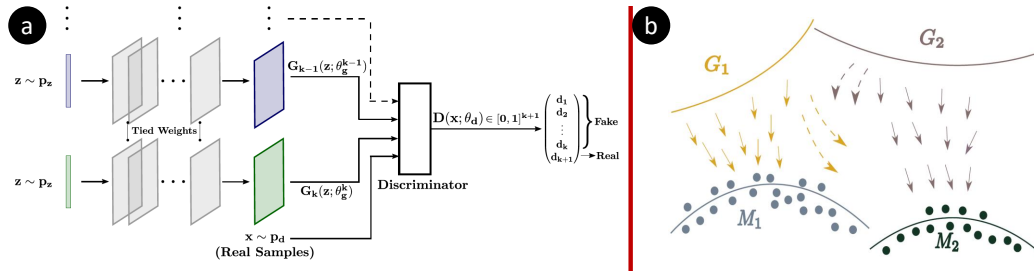 a
z ∼ p_z
G_{k−1}(z; θ_g^{k−1})
Tied Weights
D(x; θ_d) ∈ [0, 1]^{k+1}
d_1
d_2
⋮
d_k
d_{k+1}
Fake
Real
z ∼ p_z
G_k(z; θ_g^k)
Discriminator
x ∼ p_d
(Real Samples)
b
G_1
G_2
M_1
M_2